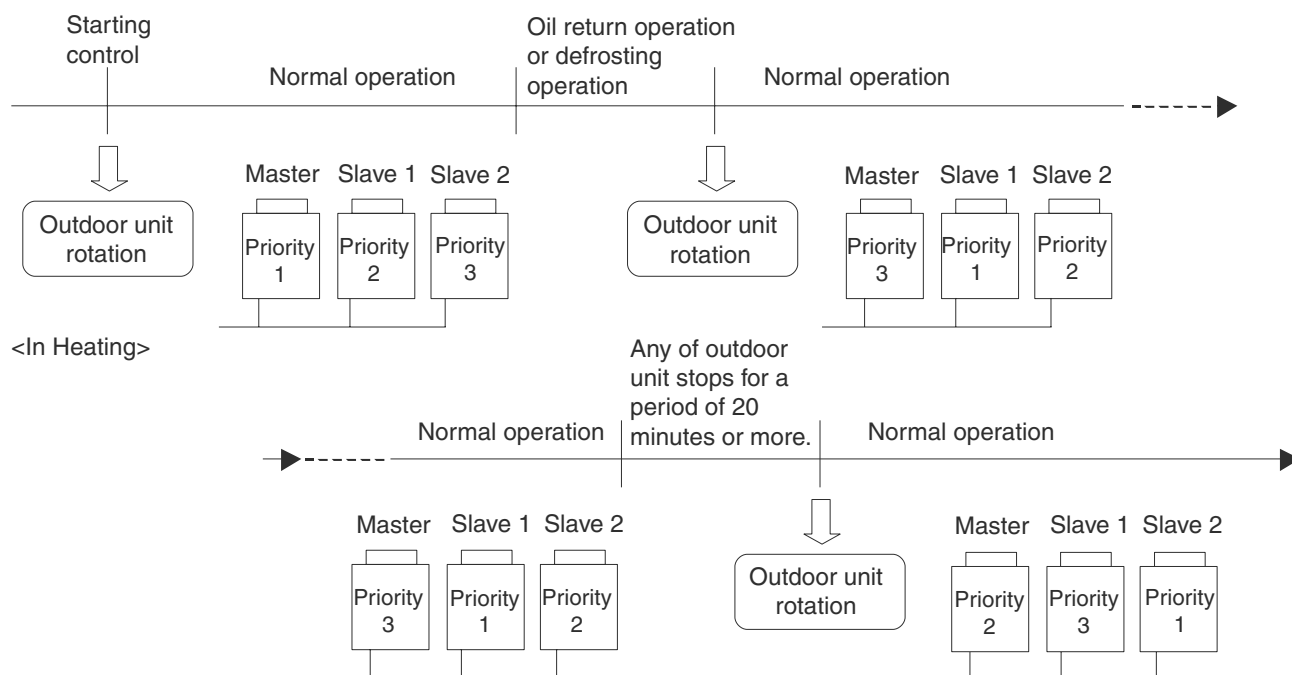 Starting
control
Normal operation
Oil return operation
or defrosting
operation
Normal operation
Outdoor unit
rotation
Master Slave 1 Slave 2
Priority
1
Priority
2
Priority
3
Outdoor unit
rotation
Master Slave 1 Slave 2
Priority
3
Priority
1
Priority
2
<In Heating>
Normal operation
Any of outdoor
unit stops for a
period of 20
minutes or more.
Normal operation
Master Slave 1 Slave 2
Priority
3
Priority
1
Priority
2
Outdoor unit
rotation
Master Slave 1 Slave 2
Priority
2
Priority
3
Priority
1